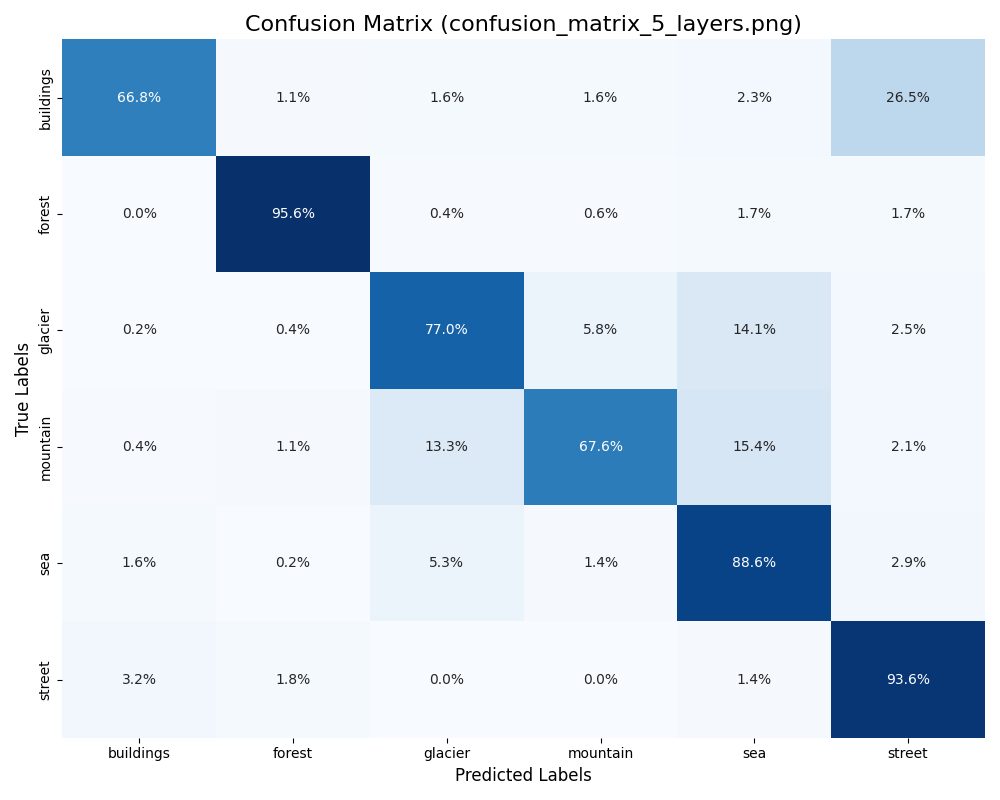 Confusion Matrix (confusion_matrix_5_layers.png)
True Labels
buildings 66.8% 1.1% 1.6% 1.6% 2.3% 26.5%
forest 0.0% 95.6% 0.4% 0.6% 1.7% 1.7%
glacier 0.2% 0.4% 77.0% 5.8% 14.1% 2.5%
mountain 0.4% 1.1% 13.3% 67.6% 15.4% 2.1%
sea 1.6% 0.2% 5.3% 1.4% 88.6% 2.9%
street 3.2% 1.8% 0.0% 0.0% 1.4% 93.6%
buildings forest glacier mountain sea street
Predicted Labels